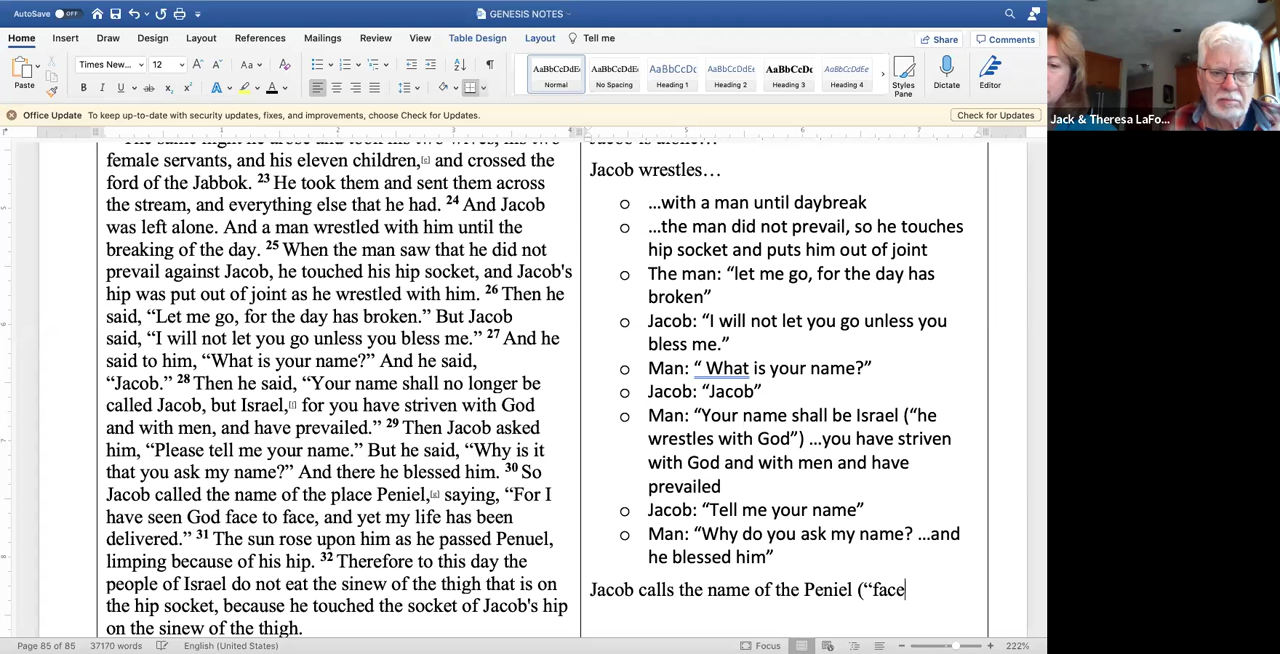 AutoSave OFF GENESIS NOTES
Home Insert Draw Design Layout References Mailings Review View Table Design Layout Tell me Share Comments
Times New... 12
Paste
AaBbCcDdEe AaBbCcDdEe AaBbCcDc AaBbCcDdEe AaBbCcDc AaBbCcDdEe
Normal No Spacing Heading 1 Heading 2 Heading 3 Heading 4 Styles Pane Dictate Editor
Office Update To keep up-to-date with security updates, fixes, and improvements, choose Check for Updates. Check for Updates
Jack & Theresa LaFo...
The same night he arose and took his two wives, his two
female servants, and his eleven children,[c] and crossed the
ford of the Jabbok. 23 He took them and sent them across
the stream, and everything else that he had. 24 And Jacob
was left alone. And a man wrestled with him until the
breaking of the day. 25 When the man saw that he did not
prevail against Jacob, he touched his hip socket, and Jacob's
hip was put out of joint as he wrestled with him. 26 Then he
said, “Let me go, for the day has broken.” But Jacob
said, “I will not let you go unless you bless me.” 27 And he
said to him, “What is your name?” And he said,
“Jacob.” 28 Then he said, “Your name shall no longer be
called Jacob, but Israel,[f] for you have striven with God
and with men, and have prevailed.” 29 Then Jacob asked
him, “Please tell me your name.” But he said, “Why is it
that you ask my name?” And there he blessed him. 30 So
Jacob called the name of the place Peniel,[g] saying, “For I
have seen God face to face, and yet my life has been
delivered.” 31 The sun rose upon him as he passed Penuel,
limping because of his hip. 32 Therefore to this day the
people of Israel do not eat the sinew of the thigh that is on
the hip socket, because he touched the socket of Jacob's hip
on the sinew of the thigh.
Jacob is alone...
Jacob wrestles…
o …with a man until daybreak
o …the man did not prevail, so he touches
hip socket and puts him out of joint
o The man: “let me go, for the day has
broken”
o Jacob: “I will not let you go unless you
bless me.”
o Man: “ What is your name?”
o Jacob: “Jacob”
o Man: “Your name shall be Israel (“he
wrestles with God”) …you have striven
with God and with men and have
prevailed
o Jacob: “Tell me your name”
o Man: “Why do you ask my name? …and
he blessed him”
Jacob calls the name of the Peniel (“face
Page 85 of 85 37170 words English (United States) Focus 222%